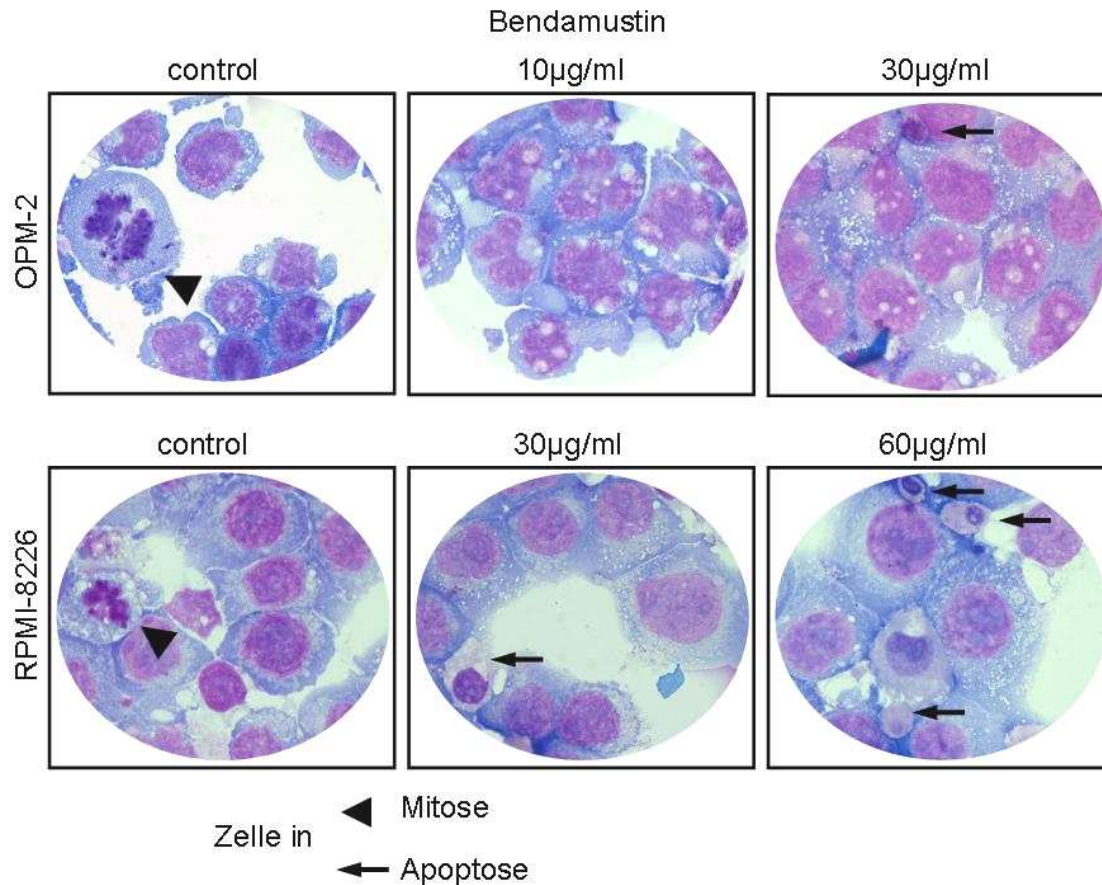 Bendamustin
control 10µg/ml 30µg/ml
OPM-2
control 30µg/ml 60µg/ml
RPMI-8226
Zelle in
Mitose
Apoptose